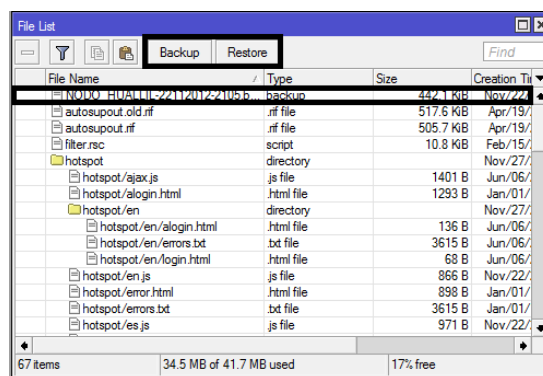 File List
Backup Restore Find
File Name / Type Size Creation Ti
NODO_HUALLIL-22112012-2105.b... backup 442.1 KiB Nov/22/
autosupout.old.rif .rif file 517.6 KiB Apr/19/
autosupout.rif .rif file 505.7 KiB Apr/19/
filter.rsc script 10.8 KiB Feb/15/
hotspot directory Nov/27/
hotspot/ajax.js .js file 1401 B Jun/06/
hotspot/alogin.html .html file 1293 B Jan/01/
hotspot/en directory Nov/27/
hotspot/en/alogin.html .html file 136 B Jun/06/
hotspot/en/errors.txt .txt file 3615 B Jun/06/
hotspot/en/login.html .html file 68 B Jun/06/
hotspot/en.js .js file 866 B Nov/22/
hotspot/error.html .html file 898 B Jan/01/
hotspot/errors.txt .txt file 3615 B Jan/01/
hotspot/es.js .js file 971 B Nov/22/
67 items 34.5 MB of 41.7 MB used 17% free